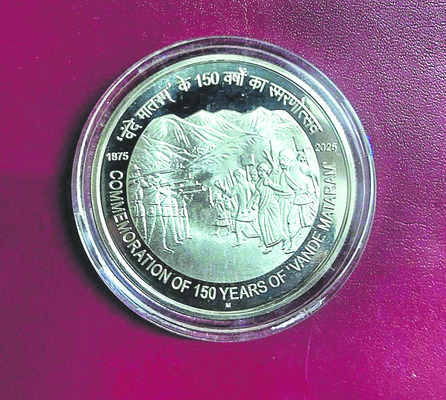 'वंदे मातरम्' के 150 वर्षों का स्मरणोत्सव
1875
2025
COMMEMORATION OF 150 YEARS OF 'VANDE MATARAM'
M